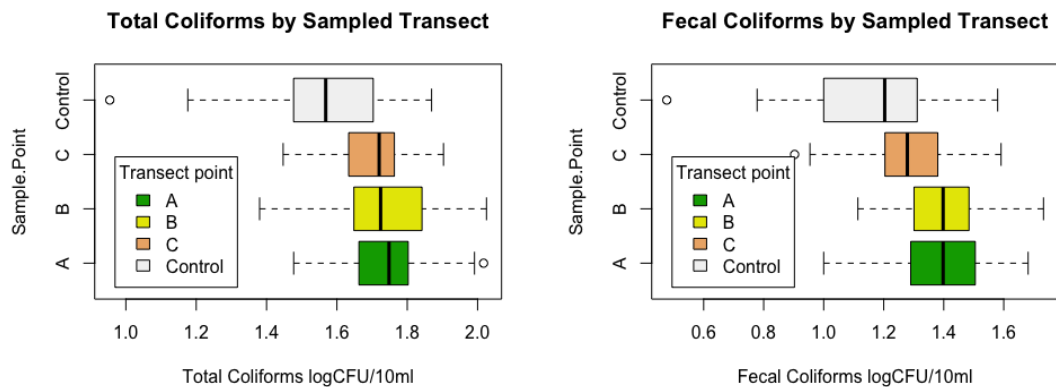 Total Coliforms by Sampled Transect
Sample.Point
Control
C
B
A
Transect point
A
B
C
Control
1.0 1.2 1.4 1.6 1.8 2.0
Total Coliforms logCFU/10ml
Fecal Coliforms by Sampled Transect
Sample.Point
Control
C
B
A
Transect point
A
B
C
Control
0.6 0.8 1.0 1.2 1.4 1.6
Fecal Coliforms logCFU/10ml